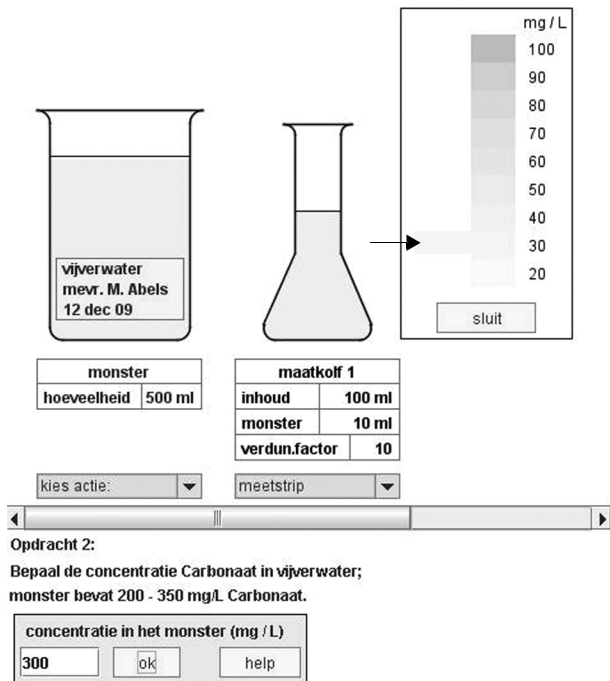 mg / L
100
90
80
70
60
50
40
30
20
sluit
vijverwater
mevr. M. Abels
12 dec 09
monster
hoeveelheid 500 ml
maatkolf 1
inhoud 100 ml
monster 10 ml
verdun.factor 10
kies actie:
meetstrip
Opdracht 2:
Bepaal de concentratie Carbonaat in vijverwater;
monster bevat 200 - 350 mg/L Carbonaat.
concentratie in het monster (mg / L)
300 ok help